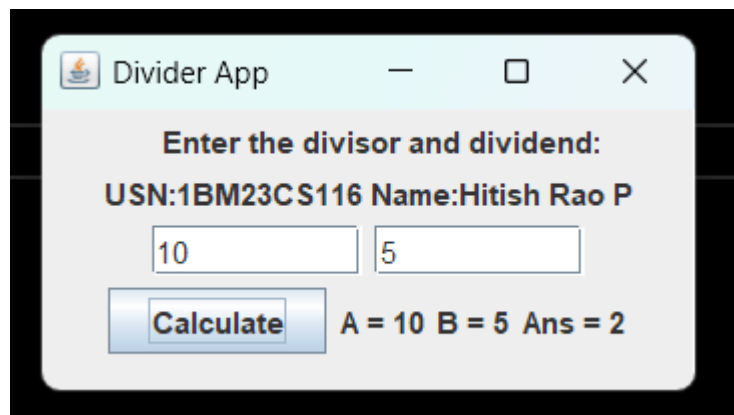 Divider App
Enter the divisor and dividend:
USN:1BM23CS116 Name:Hitish Rao P
10 5
Calculate A = 10 B = 5 Ans = 2